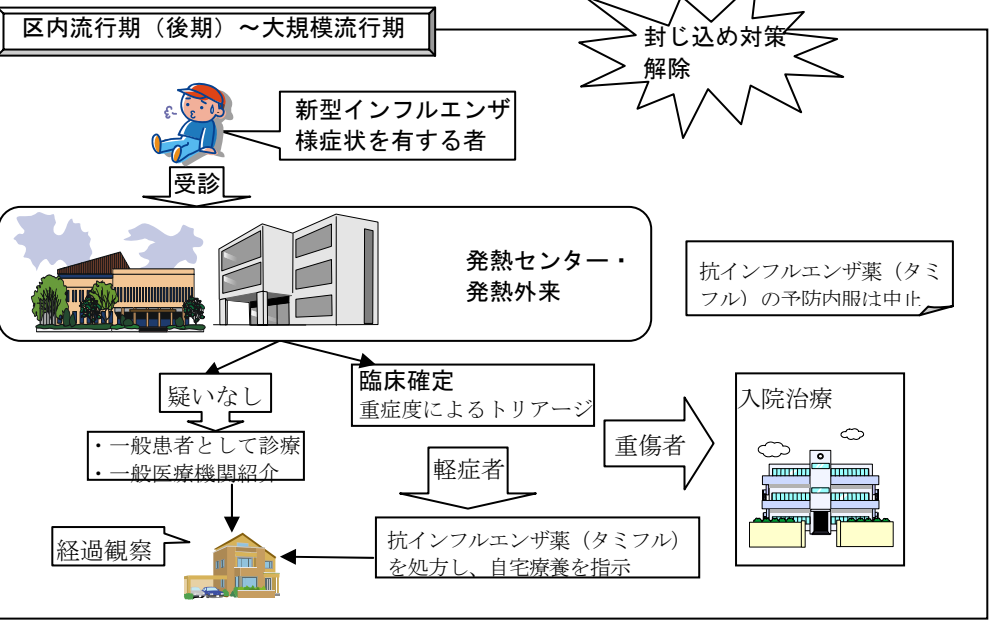 区内流行期（後期）～大規模流行期
封じ込め対策
解除
新型インフルエンザ
様症状を有する者
受診
発熱センター・
発熱外来
抗インフルエンザ薬（タミ
フル）の予防内服は中止
疑いなし
臨床確定
重症度によるトリアージ
・一般患者として診療
・一般医療機関紹介
軽症者
重傷者
入院治療
経過観察
抗インフルエンザ薬（タミフル）
を処方し、自宅療養を指示